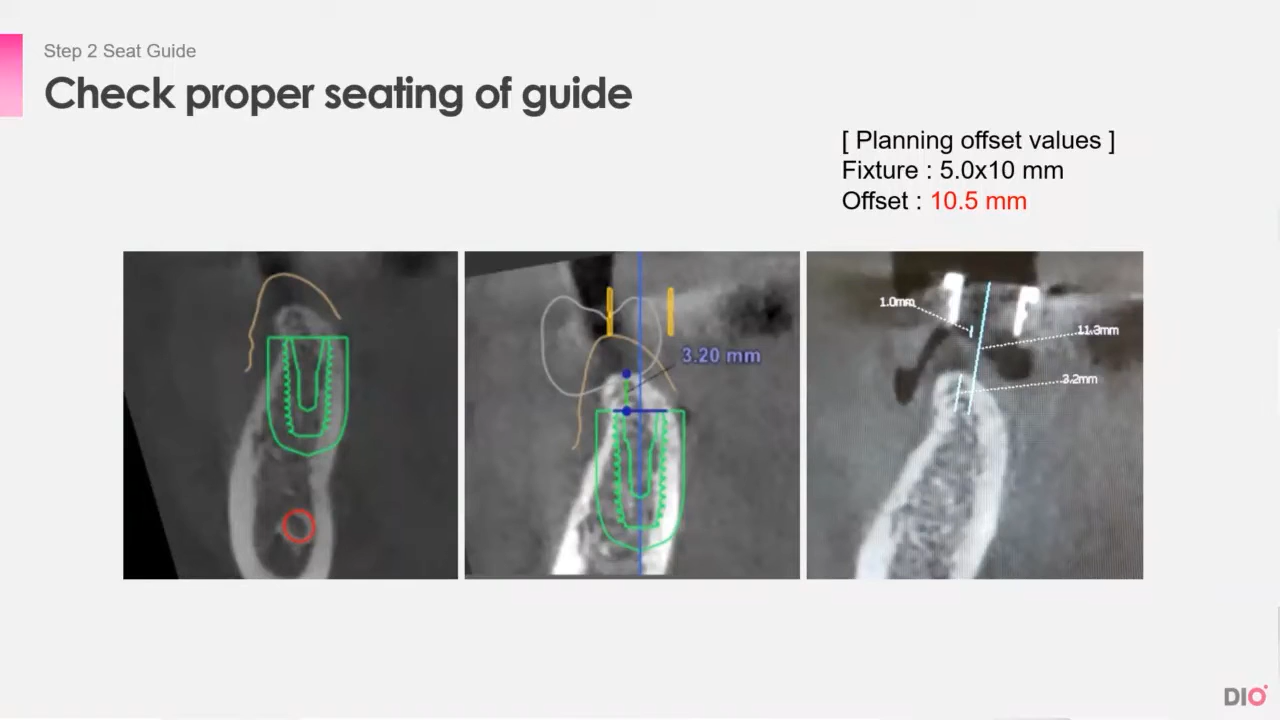 Step 2 Seat Guide
Check proper seating of guide
[ Planning offset values ]
Fixture : 5.0x10 mm
Offset : 10.5 mm
3.20 mm
1.0mm
11.3mm
3.2mm
DIO